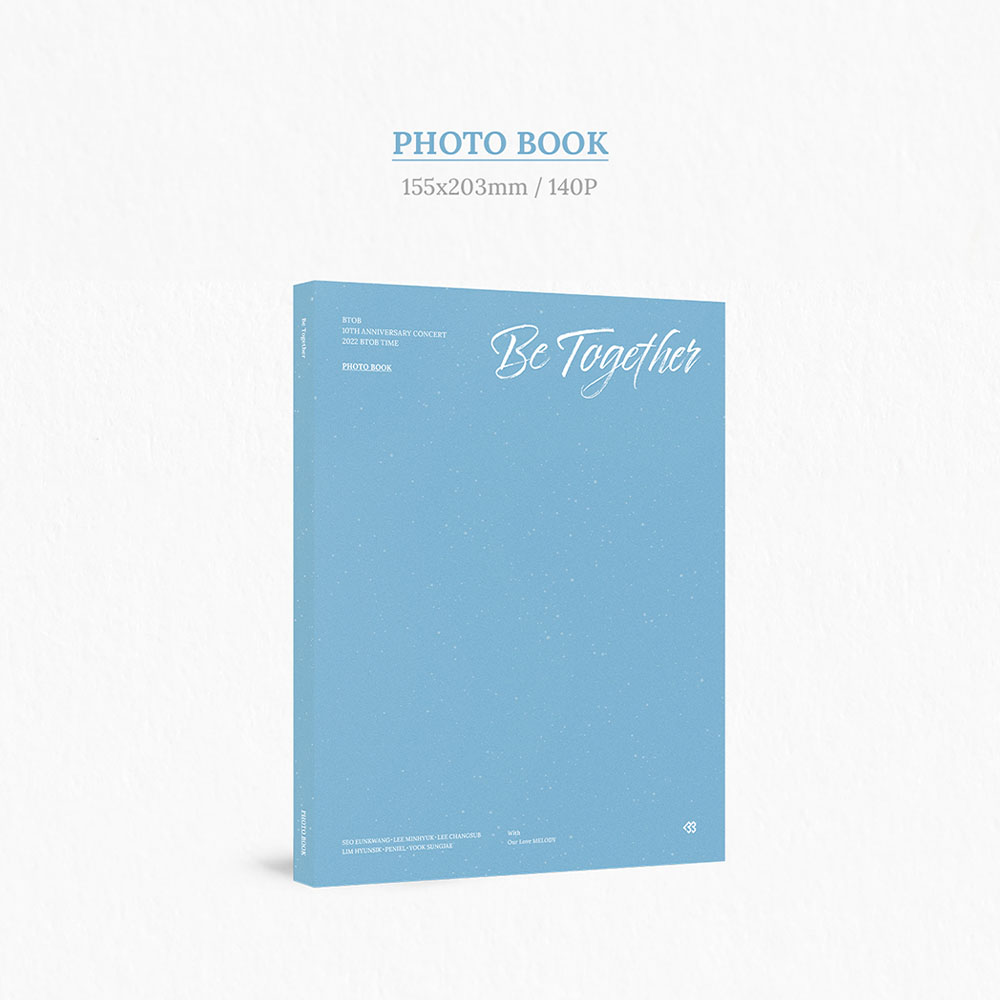 PHOTO BOOK
155x203mm / 140P
Be Together
PHOTO BOOK
BTOB
10TH ANNIVERSARY CONCERT
2022 BTOB TIME
PHOTO BOOK
Be Together
SEO EUNKWANG · LEE MINHYUK · LEE CHANGSUB
LIM HYUNSIK · PENIEL · YOOK SUNGJAE
With
Our Love MELODY